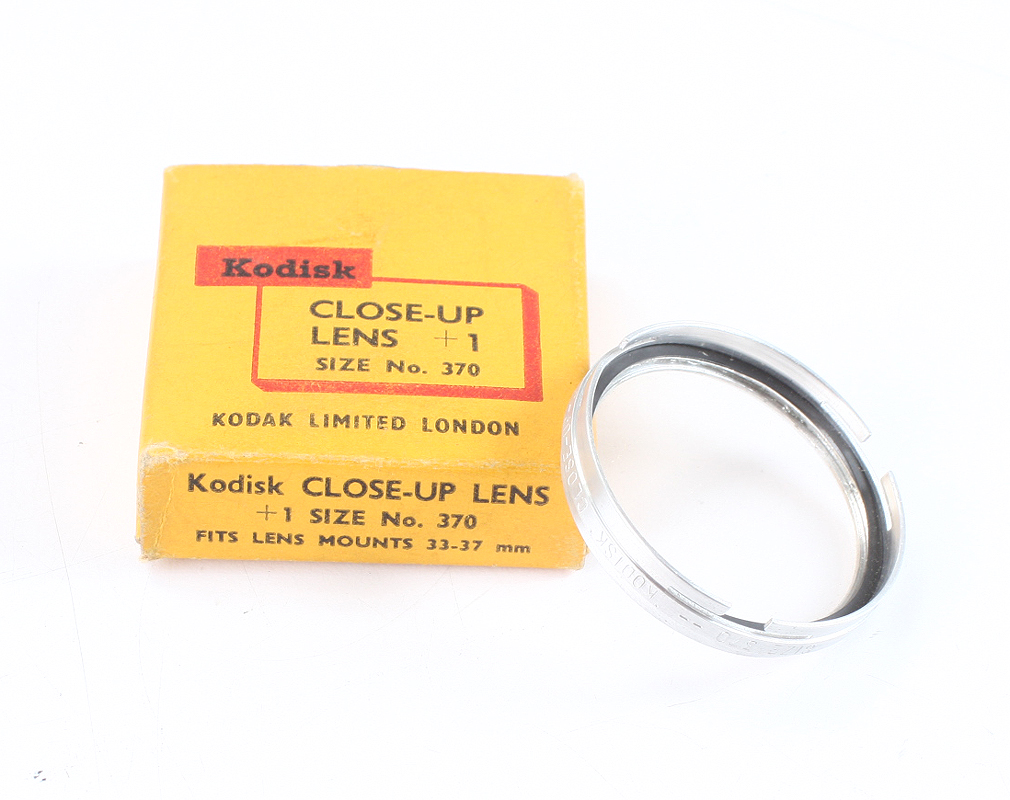 Kodisk
CLOSE-UP
LENS +1
SIZE No. 370
KODAK LIMITED LONDON
Kodisk CLOSE-UP LENS
+1 SIZE No. 370
FITS LENS MOUNTS 33-37 mm
KODISK